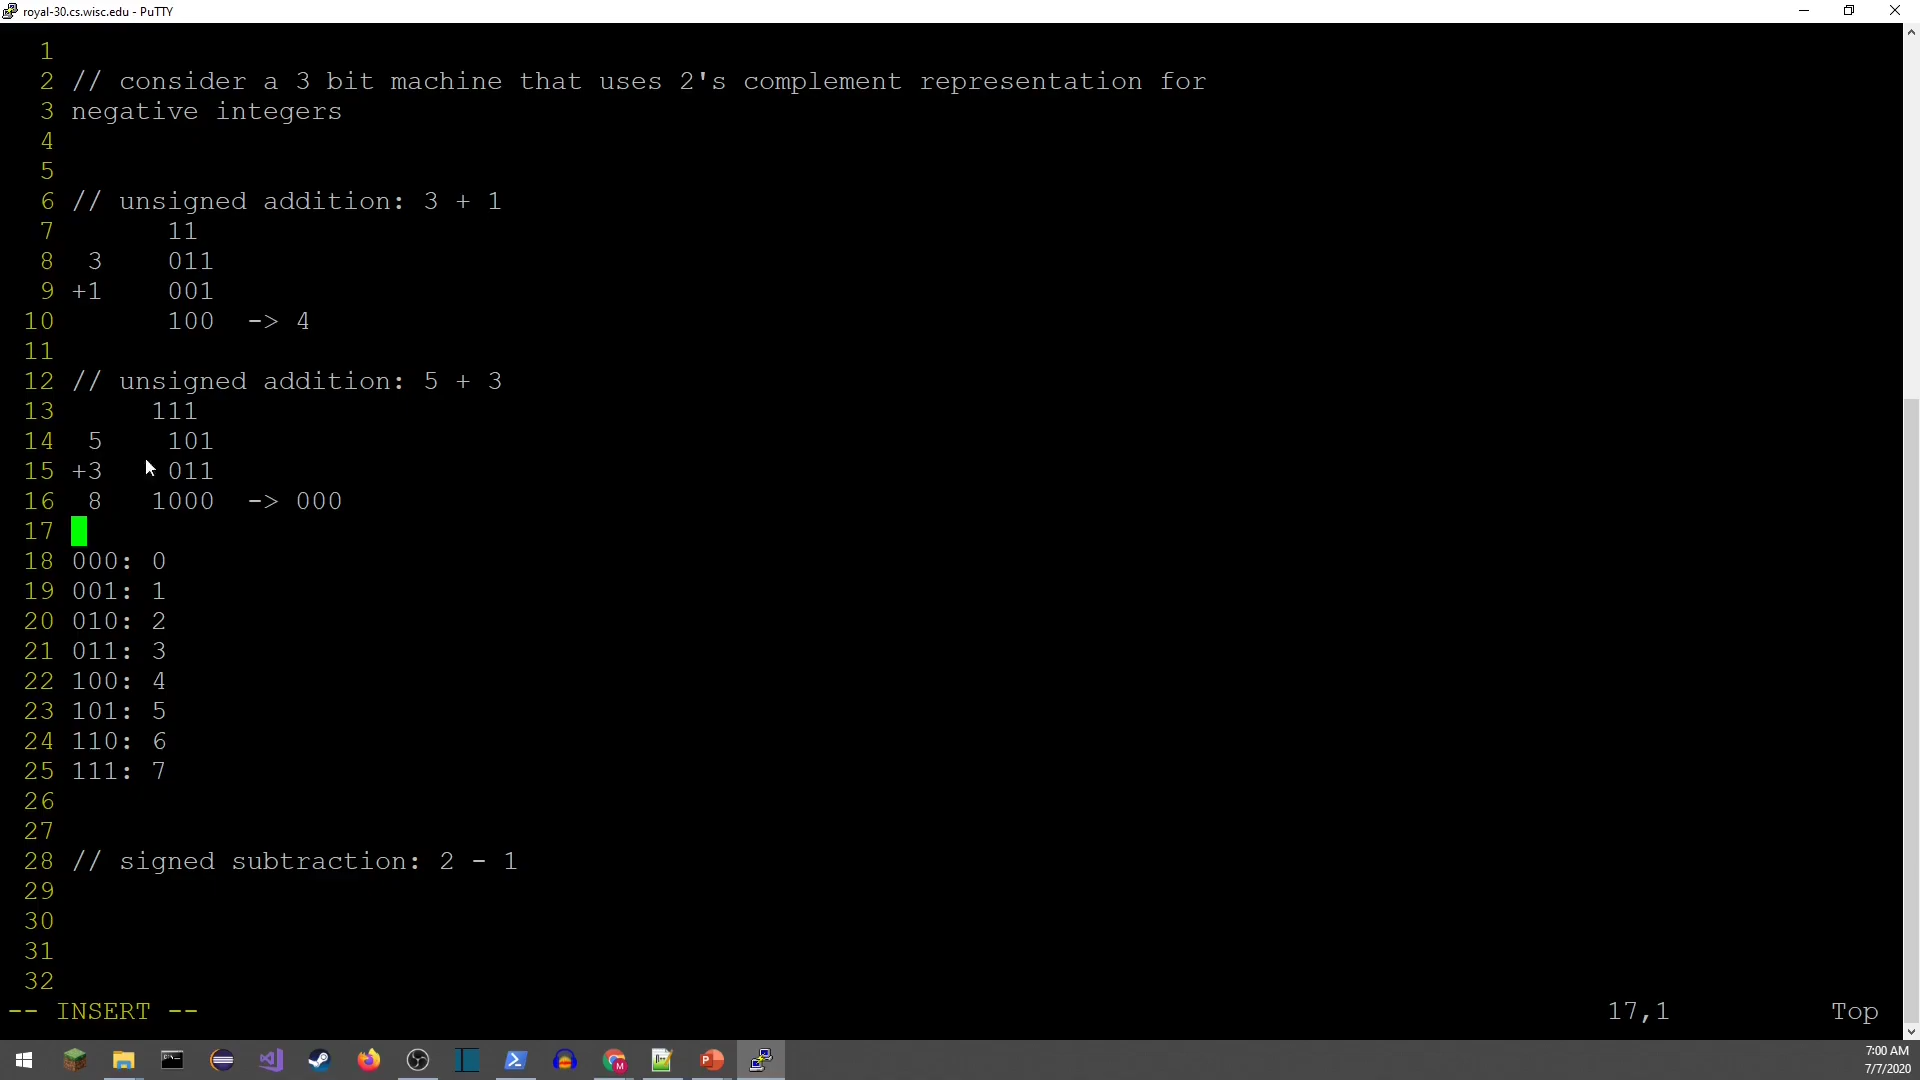 royal-30.cs.wisc.edu - PuTTY
1
2 // consider a 3 bit machine that uses 2's complement representation for
3 negative integers
4
5
6 // unsigned addition: 3 + 1
7       11
8  3    011
9 +1    001
10       100  -> 4
11
12 // unsigned addition: 5 + 3
13      111
14  5    101
15 +3    011
16  8   1000  -> 000
17
18 000: 0
19 001: 1
20 010: 2
21 011: 3
22 100: 4
23 101: 5
24 110: 6
25 111: 7
26
27
28 // signed subtraction: 2 - 1
29
30
31
32
-- INSERT -- 17,1 Top
7:00 AM
7/7/2020